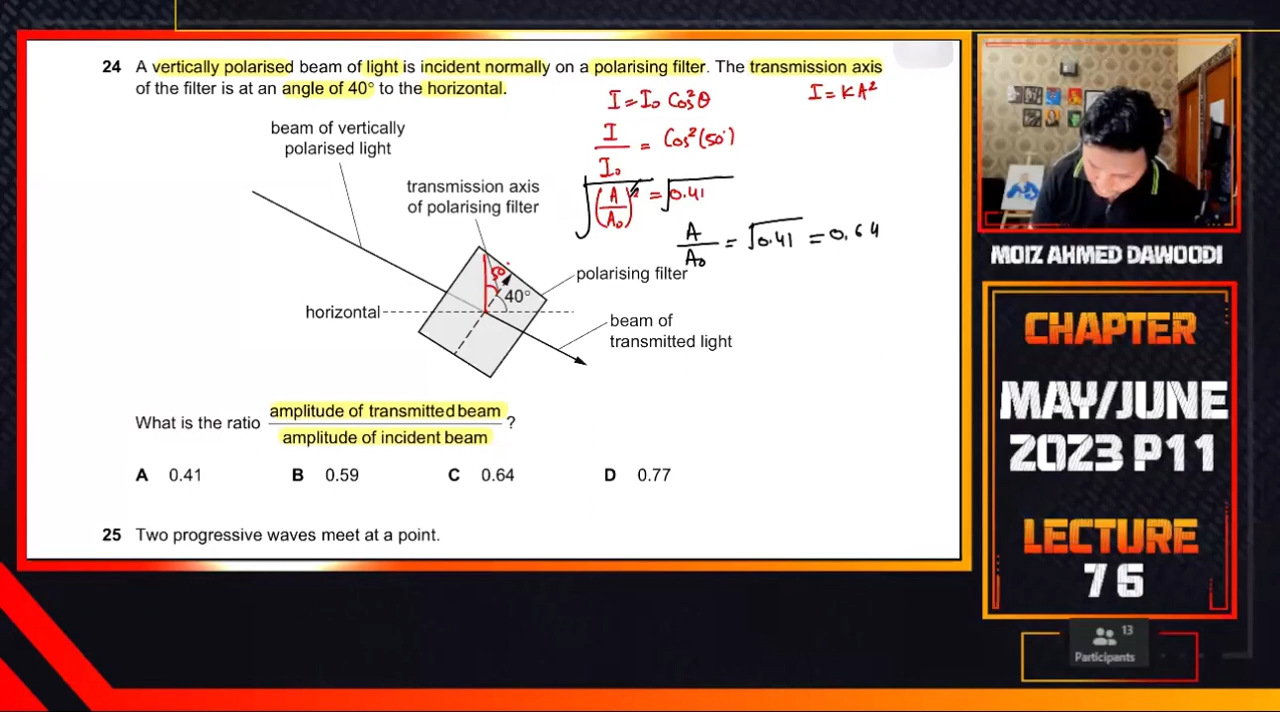 24 A vertically polarised beam of light is incident normally on a polarising filter. The transmission axis
of the filter is at an angle of 40° to the horizontal.
I = I₀ Cos²θ
I = KA²
I
I₀
= Cos²(50°)
√(A/A₀)² = √0.41
A/A₀ = √0.41 = 0.64
beam of vertically
polarised light
transmission axis
of polarising filter
50°
40°
polarising filter
horizontal
beam of
transmitted light
What is the ratio amplitude of transmitted beam
amplitude of incident beam ?
A 0.41 B 0.59 C 0.64 D 0.77
25 Two progressive waves meet at a point.
MOIZ AHMED DAWOODI
CHAPTER
MAY/JUNE
2023 P11
LECTURE
76
13
Participants